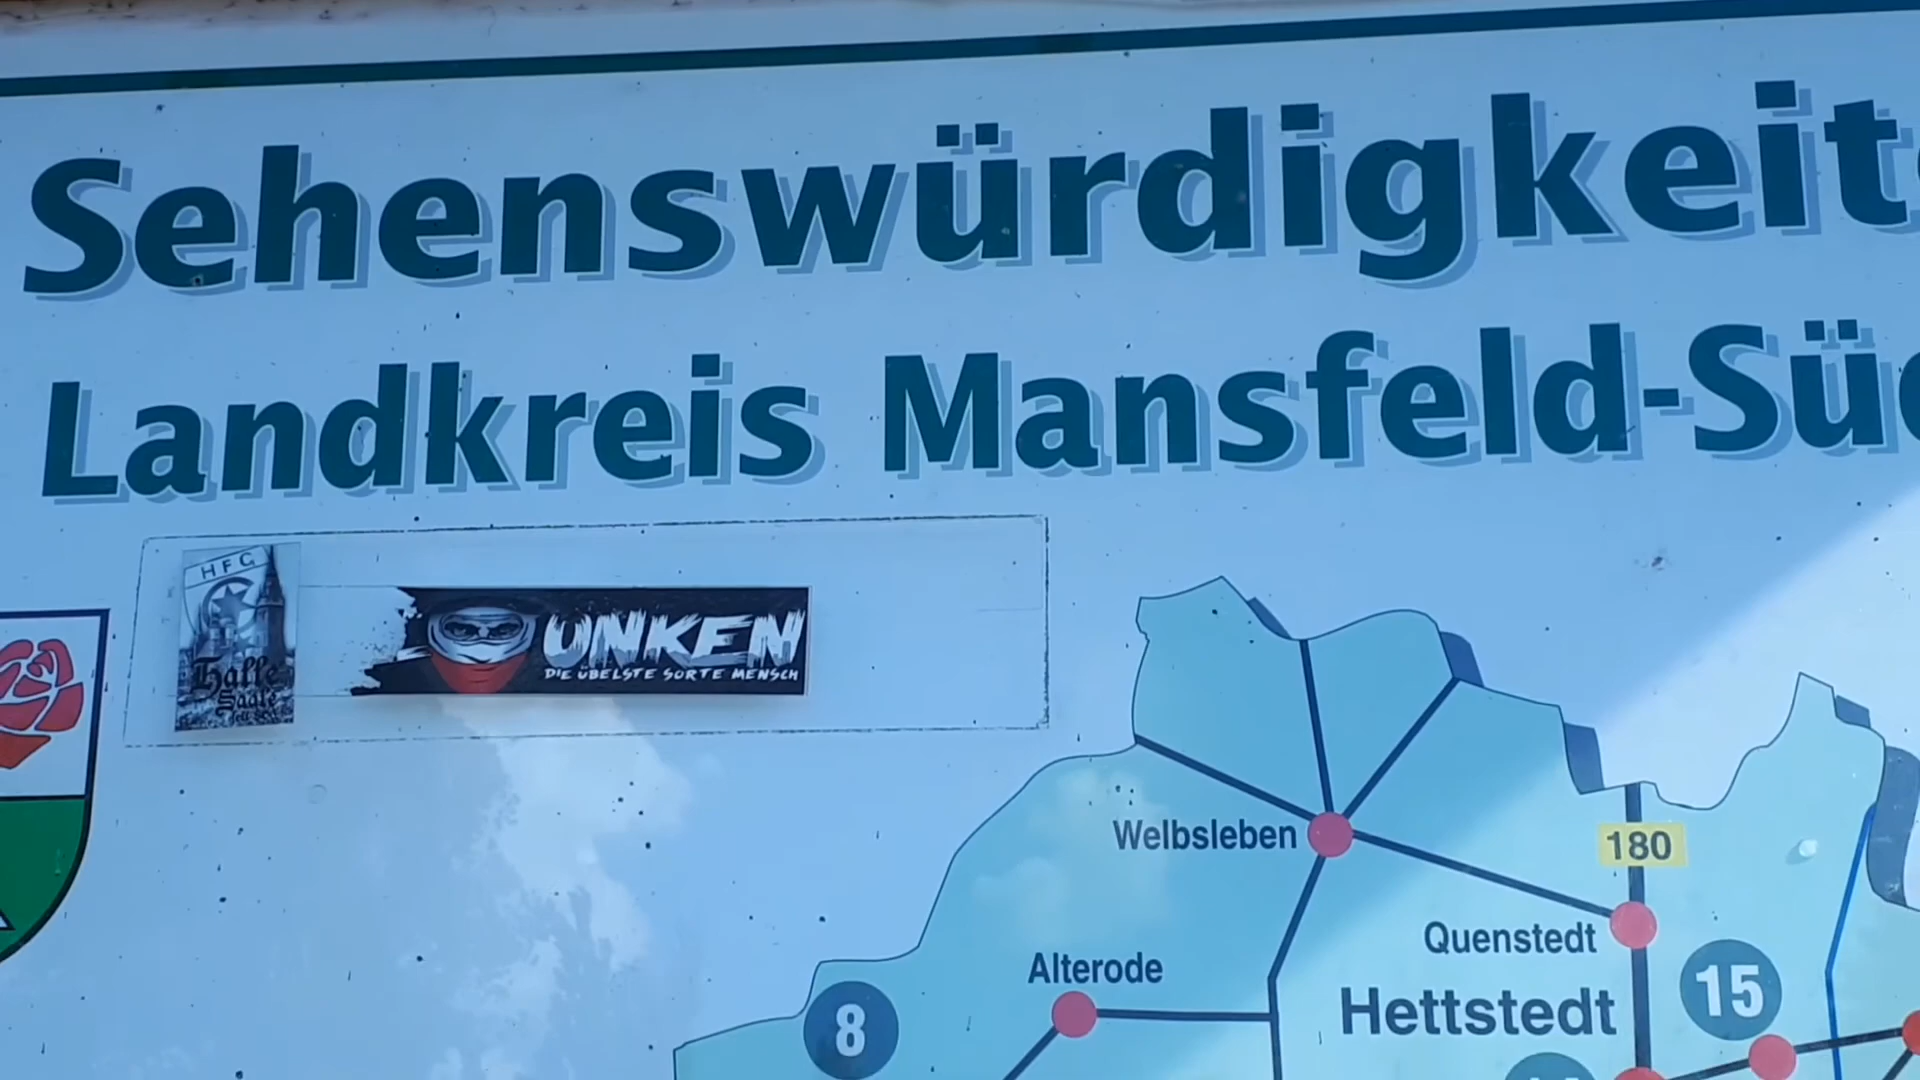 Sehenswürdigkeit
Landkreis Mansfeld-Sü
HFC
Halle
Saale
UNKEN
DIE ÜBELSTE SORTE MENSCH
Welbsleben
180
Quenstedt
Alterode
15
Hettstedt
8